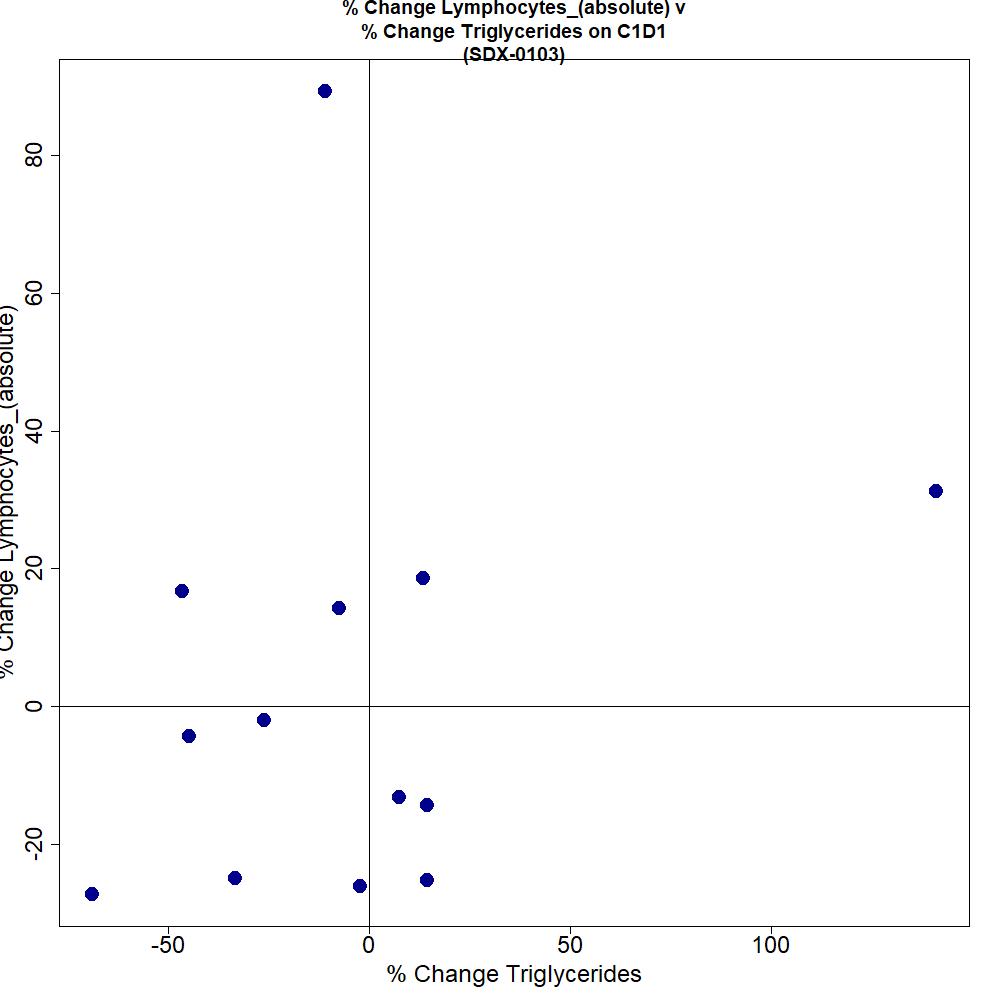 % Change Lymphocytes_(absolute) v
% Change Triglycerides on C1D1
(SDX-0103)
% Change Lymphocytes_(absolute)
80
60
40
20
0
-20
-50
0
50
100
% Change Triglycerides